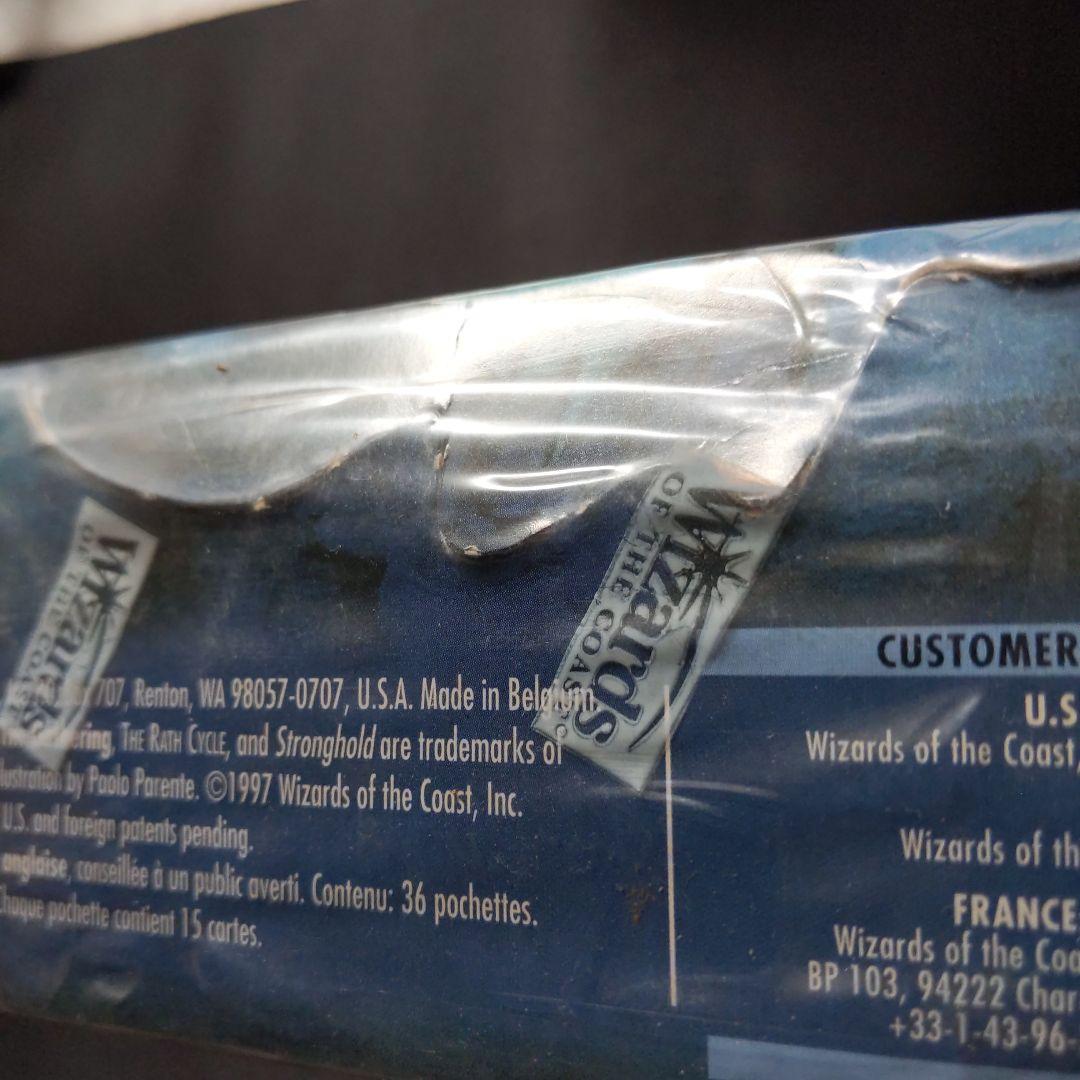 Wizards
OF THE COAST
Wizards
OF THE COAST
707, Renton, WA 98057-0707, U.S.A. Made in Belgium.
THE RATH CYCLE, and Stronghold are trademarks of
by Paolo Parente. ©1997 Wizards of the Coast, Inc.
U.S. and foreign patents pending.
anglaise, conseillée à un public averti. Contenu: 36 pochettes.
Chaque pochette contient 15 cartes.
CUSTOMER
U.S
Wizards of the Coast,
Wizards of th
FRANCE
Wizards of the Coa
BP 103, 94222 Char
+33-1-43-96-